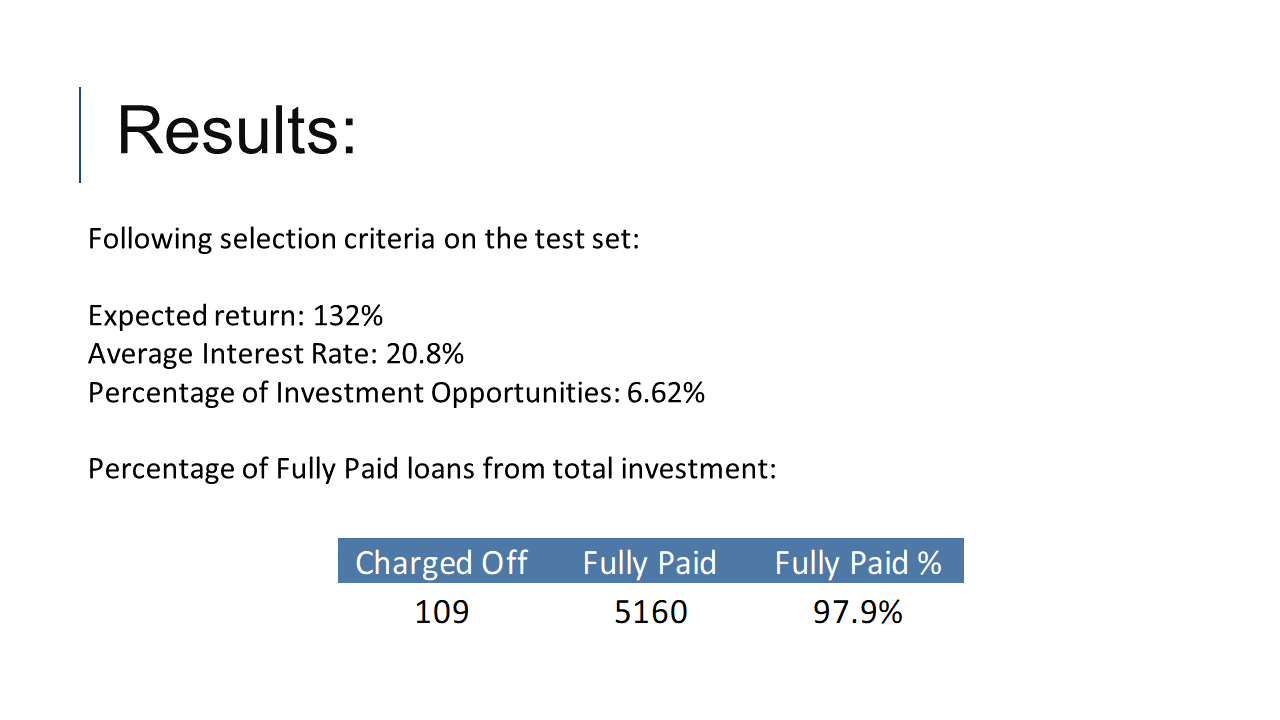 Results:
Following selection criteria on the test set:
Expected return: 132%
Average Interest Rate: 20.8%
Percentage of Investment Opportunities: 6.62%
Percentage of Fully Paid loans from total investment:
Charged Off Fully Paid Fully Paid %
109 5160 97.9%